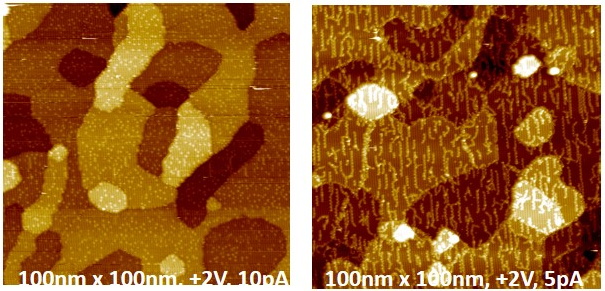 100nm x 100nm, +2V, 10pA
100nm x 100nm, +2V, 5pA